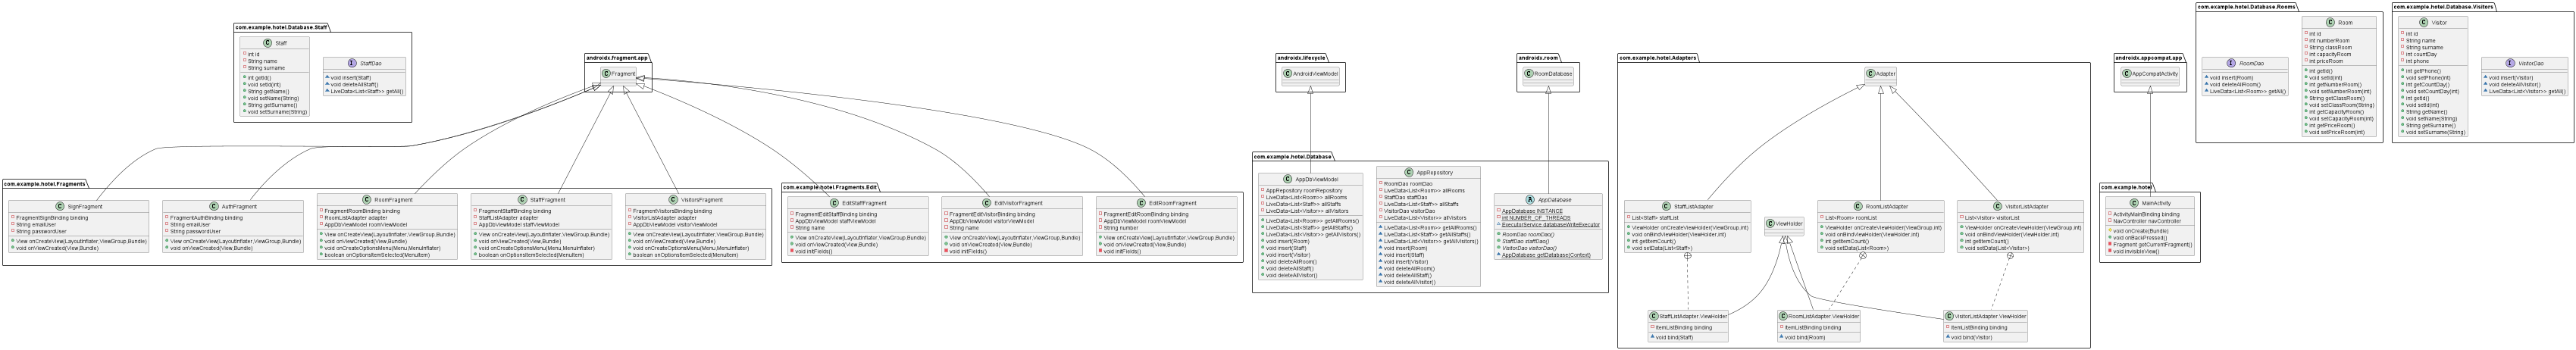 com.example.hotel.Database.Staff
C Staff
int id
String name
String surname
int getId()
void setId(int)
String getName()
void setName(String)
String getSurname()
void setSurname(String)
I StaffDao
void insert(Staff)
void deleteAllStaff()
LiveData<List<Staff>> getAll()
androidx.fragment.app
C Fragment
com.example.hotel.Fragments
C SignFragment
FragmentSignBinding binding
String emailUser
String passwordUser
View onCreateView(LayoutInflater,ViewGroup,Bundle)
void onViewCreated(View,Bundle)
C AuthFragment
FragmentAuthBinding binding
String emailUser
String passwordUser
View onCreateView(LayoutInflater,ViewGroup,Bundle)
void onViewCreated(View,Bundle)
C RoomFragment
FragmentRoomBinding binding
RoomListAdapter adapter
AppDbViewModel roomViewModel
View onCreateView(LayoutInflater,ViewGroup,Bundle)
void onViewCreated(View,Bundle)
void onCreateOptionsMenu(Menu,MenuInflater)
boolean onOptionsItemSelected(MenuItem)
C StaffFragment
FragmentStaffBinding binding
StaffListAdapter adapter
AppDbViewModel staffViewModel
View onCreateView(LayoutInflater,ViewGroup,Bundle)
void onViewCreated(View,Bundle)
void onCreateOptionsMenu(Menu,MenuInflater)
boolean onOptionsItemSelected(MenuItem)
C VisitorsFragment
FragmentVisitorsBinding binding
VisitorListAdapter adapter
AppDbViewModel visitorViewModel
View onCreateView(LayoutInflater,ViewGroup,Bundle)
void onViewCreated(View,Bundle)
void onCreateOptionsMenu(Menu,MenuInflater)
boolean onOptionsItemSelected(MenuItem)
com.example.hotel.Fragments.Edit
C EditStaffFragment
FragmentEditStaffBinding binding
AppDbViewModel staffViewModel
String name
View onCreateView(LayoutInflater,ViewGroup,Bundle)
void onViewCreated(View,Bundle)
void initFields()
C EditVisitorFragment
FragmentEditVisitorBinding binding
AppDbViewModel visitorViewModel
String name
View onCreateView(LayoutInflater,ViewGroup,Bundle)
void onViewCreated(View,Bundle)
void initFields()
C EditRoomFragment
FragmentEditRoomBinding binding
AppDbViewModel roomViewModel
String number
View onCreateView(LayoutInflater,ViewGroup,Bundle)
void onViewCreated(View,Bundle)
void initFields()
androidx.lifecycle
C AndroidViewModel
androidx.room
C RoomDatabase
com.example.hotel.Database
C AppDbViewModel
AppRepository roomRepository
LiveData<List<Room>> allRooms
LiveData<List<Staff>> allStaffs
LiveData<List<Visitor>> allVisitors
LiveData<List<Room>> getAllRooms()
LiveData<List<Staff>> getAllStaffs()
LiveData<List<Visitor>> getAllVisitors()
void insert(Room)
void insert(Staff)
void insert(Visitor)
void deleteAllRoom()
void deleteAllStaff()
void deleteAllVisitor()
C AppRepository
RoomDao roomDao
LiveData<List<Room>> allRooms
StaffDao staffDao
LiveData<List<Staff>> allStaffs
VisitorDao visitorDao
LiveData<List<Visitor>> allVisitors
LiveData<List<Room>> getAllRooms()
LiveData<List<Staff>> getAllStaffs()
LiveData<List<Visitor>> getAllVisitors()
void insert(Room)
void insert(Staff)
void insert(Visitor)
void deleteAllRoom()
void deleteAllStaff()
void deleteAllVisitor()
A AppDatabase
AppDatabase INSTANCE
int NUMBER_OF_THREADS
ExecutorService databaseWriteExecutor
RoomDao roomDao()
StaffDao staffDao()
VisitorDao visitorDao()
AppDatabase getDatabase(Context)
com.example.hotel.Adapters
C Adapter
C StaffListAdapter
List<Staff> staffList
ViewHolder onCreateViewHolder(ViewGroup,int)
void onBindViewHolder(ViewHolder,int)
int getItemCount()
void setData(List<Staff>)
C ViewHolder
C RoomListAdapter
List<Room> roomList
ViewHolder onCreateViewHolder(ViewGroup,int)
void onBindViewHolder(ViewHolder,int)
int getItemCount()
void setData(List<Room>)
C VisitorListAdapter
List<Visitor> visitorList
ViewHolder onCreateViewHolder(ViewGroup,int)
void onBindViewHolder(ViewHolder,int)
int getItemCount()
void setData(List<Visitor>)
C StaffListAdapter.ViewHolder
ItemListBinding binding
void bind(Staff)
C RoomListAdapter.ViewHolder
ItemListBinding binding
void bind(Room)
C VisitorListAdapter.ViewHolder
ItemListBinding binding
void bind(Visitor)
androidx.appcompat.app
C AppCompatActivity
com.example.hotel
C MainActivity
ActivityMainBinding binding
NavController navController
void onCreate(Bundle)
void onBackPressed()
Fragment getCurrentFragment()
void invisibleView()
com.example.hotel.Database.Rooms
I RoomDao
void insert(Room)
void deleteAllRoom()
LiveData<List<Room>> getAll()
C Room
int id
int numberRoom
String classRoom
int capacityRoom
int priceRoom
int getId()
void setId(int)
int getNumberRoom()
void setNumberRoom(int)
String getClassRoom()
void setClassRoom(String)
int getCapacityRoom()
void setCapacityRoom(int)
int getPriceRoom()
void setPriceRoom(int)
com.example.hotel.Database.Visitors
C Visitor
int id
String name
String surname
int countDay
int phone
int getPhone()
void setPhone(int)
int getCountDay()
void setCountDay(int)
int getId()
void setId(int)
String getName()
void setName(String)
String getSurname()
void setSurname(String)
I VisitorDao
void insert(Visitor)
void deleteAllVisitor()
LiveData<List<Visitor>> getAll()